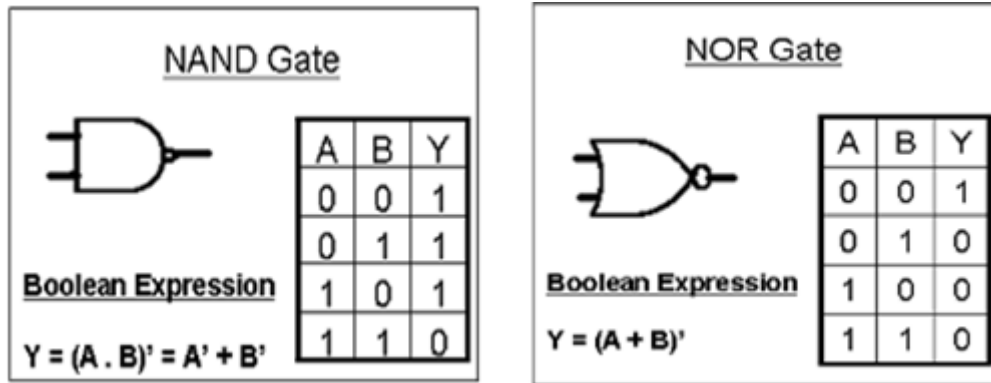 NAND Gate
A B Y
0 0 1
0 1 1
1 0 1
1 1 0
Boolean Expression
Y = (A . B)’ = A’ + B’
NOR Gate
A B Y
0 0 1
0 1 0
1 0 0
1 1 0
Boolean Expression
Y = (A + B)’